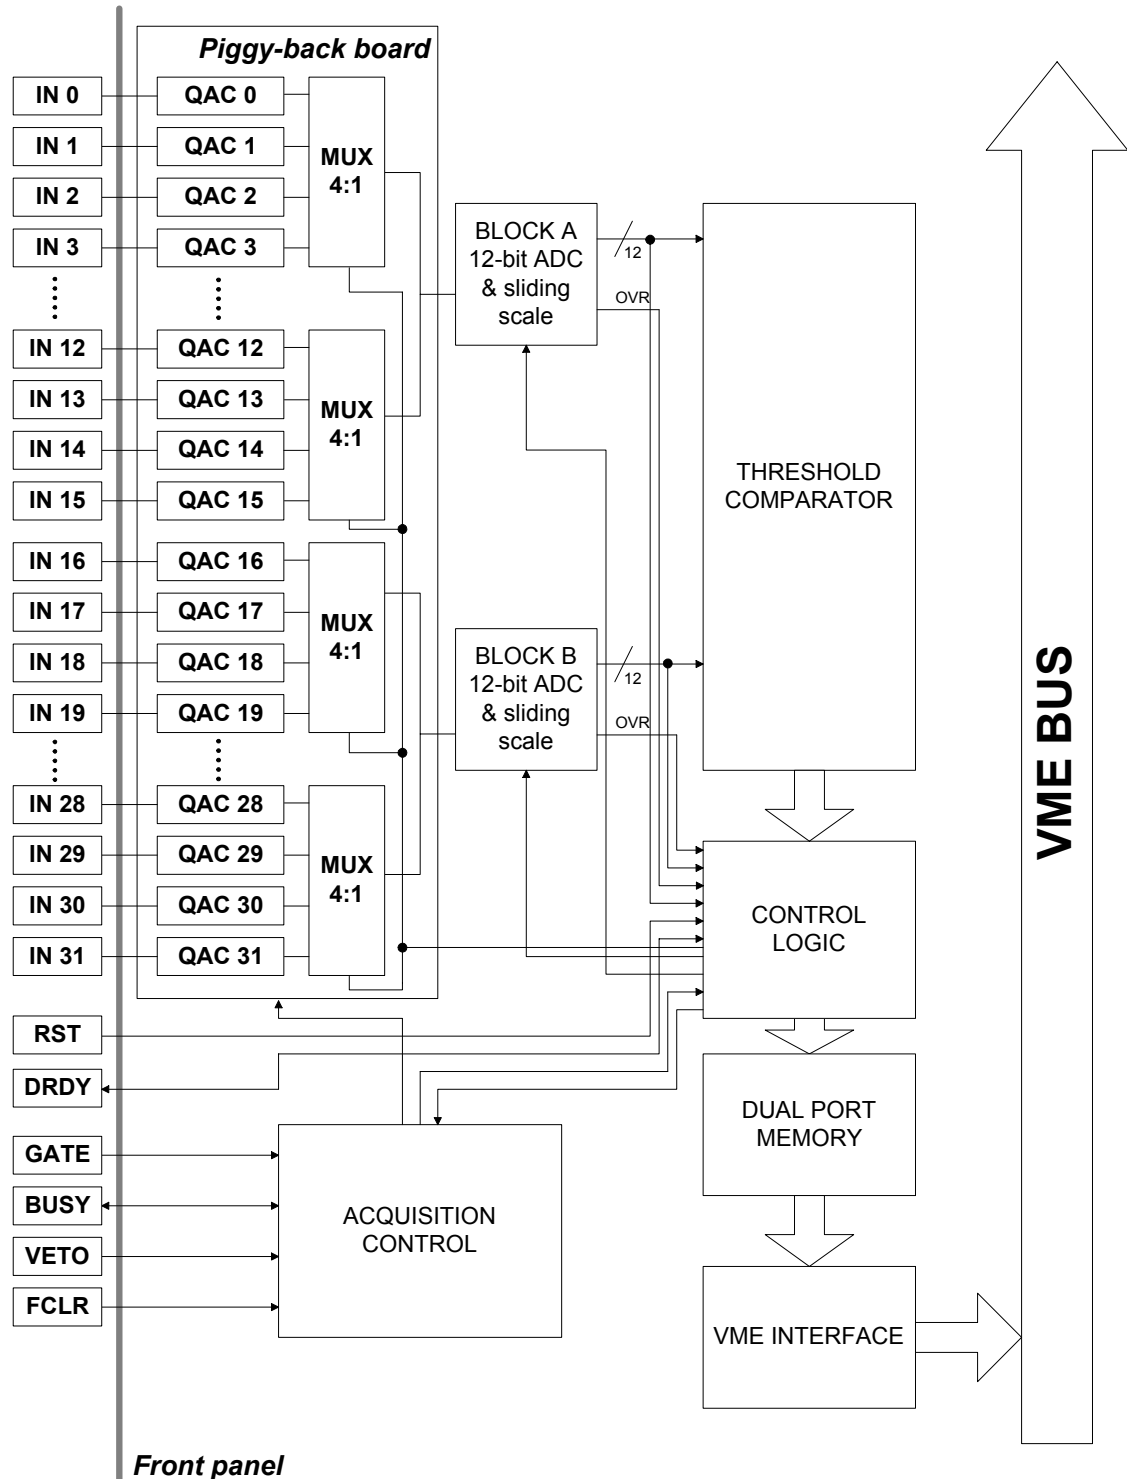 Piggy-back board
IN 0
QAC 0
IN 1
QAC 1
MUX
4:1
IN 2
QAC 2
IN 3
QAC 3
IN 12
QAC 12
IN 13
QAC 13
MUX
4:1
IN 14
QAC 14
IN 15
QAC 15
IN 16
QAC 16
IN 17
QAC 17
MUX
4:1
IN 18
QAC 18
IN 19
QAC 19
IN 28
QAC 28
IN 29
QAC 29
MUX
4:1
IN 30
QAC 30
IN 31
QAC 31
BLOCK A
12-bit ADC
& sliding
scale
12
OVR
BLOCK B
12-bit ADC
& sliding
scale
12
OVR
THRESHOLD
COMPARATOR
CONTROL
LOGIC
DUAL PORT
MEMORY
VME INTERFACE
VME BUS
RST
DRDY
GATE
BUSY
VETO
FCLR
ACQUISITION
CONTROL
Front panel